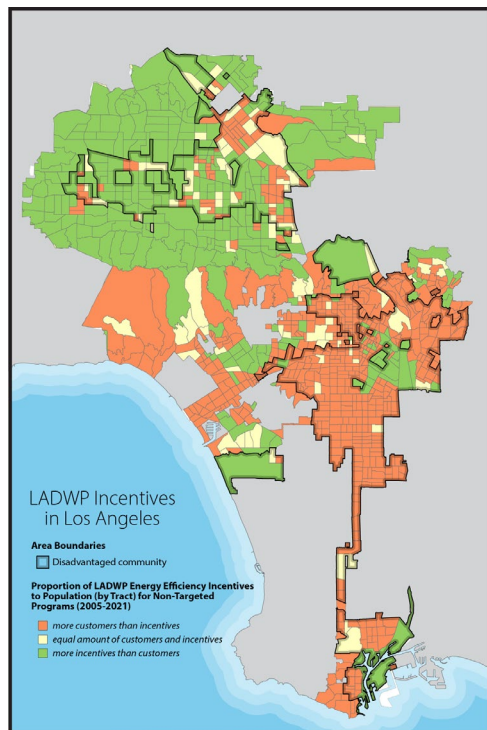 LADWP Incentives
in Los Angeles
Area Boundaries
Disadvantaged community
Proportion of LADWP Energy Efficiency Incentives
to Population (by Tract) for Non-Targeted
Programs (2005-2021)
more customers than incentives
equal amount of customers and incentives
more incentives than customers